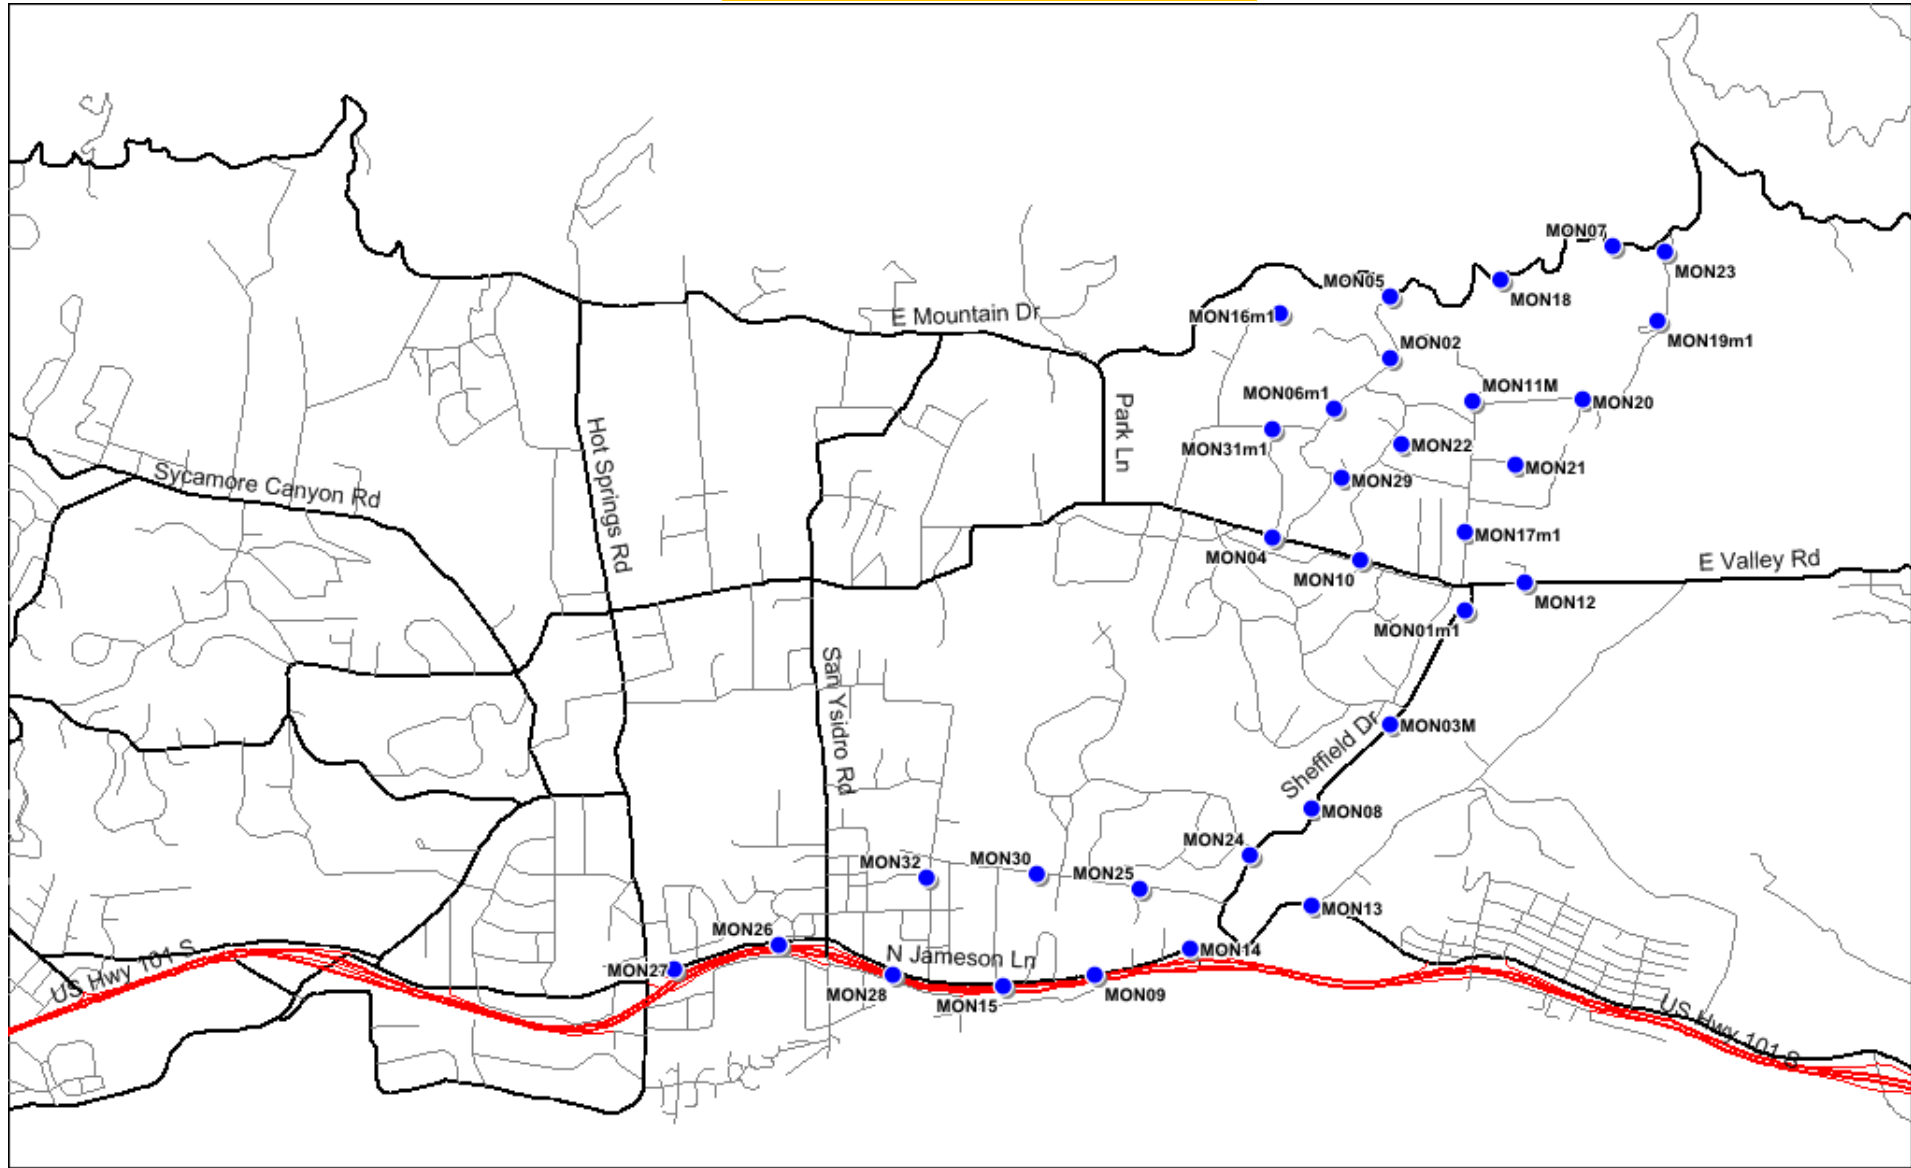 MON07
MON23
MON05
MON18
E Mountain Dr
MON16m1
MON02
MON19m1
MON11M
MON06m1
MON20
Park Ln
MON31m1
MON22
MON21
MON29
Hot Springs Rd
Sycamore Canyon Rd
MON17m1
MON04
MON10
E Valley Rd
MON12
MON01m1
San Ysidro Rd
MON03M
Sheffield Dr
MON08
MON24
MON32
MON30
MON25
MON13
MON26
MON14
N Jameson Ln
MON27
US Hwy 101 S
MON28
MON15
MON09
US Hwy 101 S